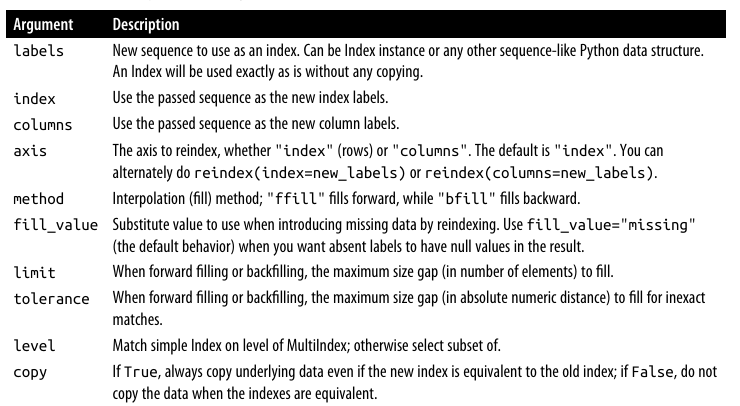 Argument Description
labels New sequence to use as an index. Can be Index instance or any other sequence-like Python data structure.
An Index will be used exactly as is without any copying.
index Use the passed sequence as the new index labels.
columns Use the passed sequence as the new column labels.
axis The axis to reindex, whether "index" (rows) or "columns". The default is "index". You can
alternately do reindex(index=new_labels) or reindex(columns=new_labels).
method Interpolation (fill) method; "ffill" fills forward, while "bfill" fills backward.
fill_value Substitute value to use when introducing missing data by reindexing. Use fill_value="missing"
(the default behavior) when you want absent labels to have null values in the result.
limit When forward filling or backfilling, the maximum size gap (in number of elements) to fill.
tolerance When forward filling or backfilling, the maximum size gap (in absolute numeric distance) to fill for inexact
matches.
level Match simple Index on level of MultiIndex; otherwise select subset of.
copy If True, always copy underlying data even if the new index is equivalent to the old index; if False, do not
copy the data when the indexes are equivalent.